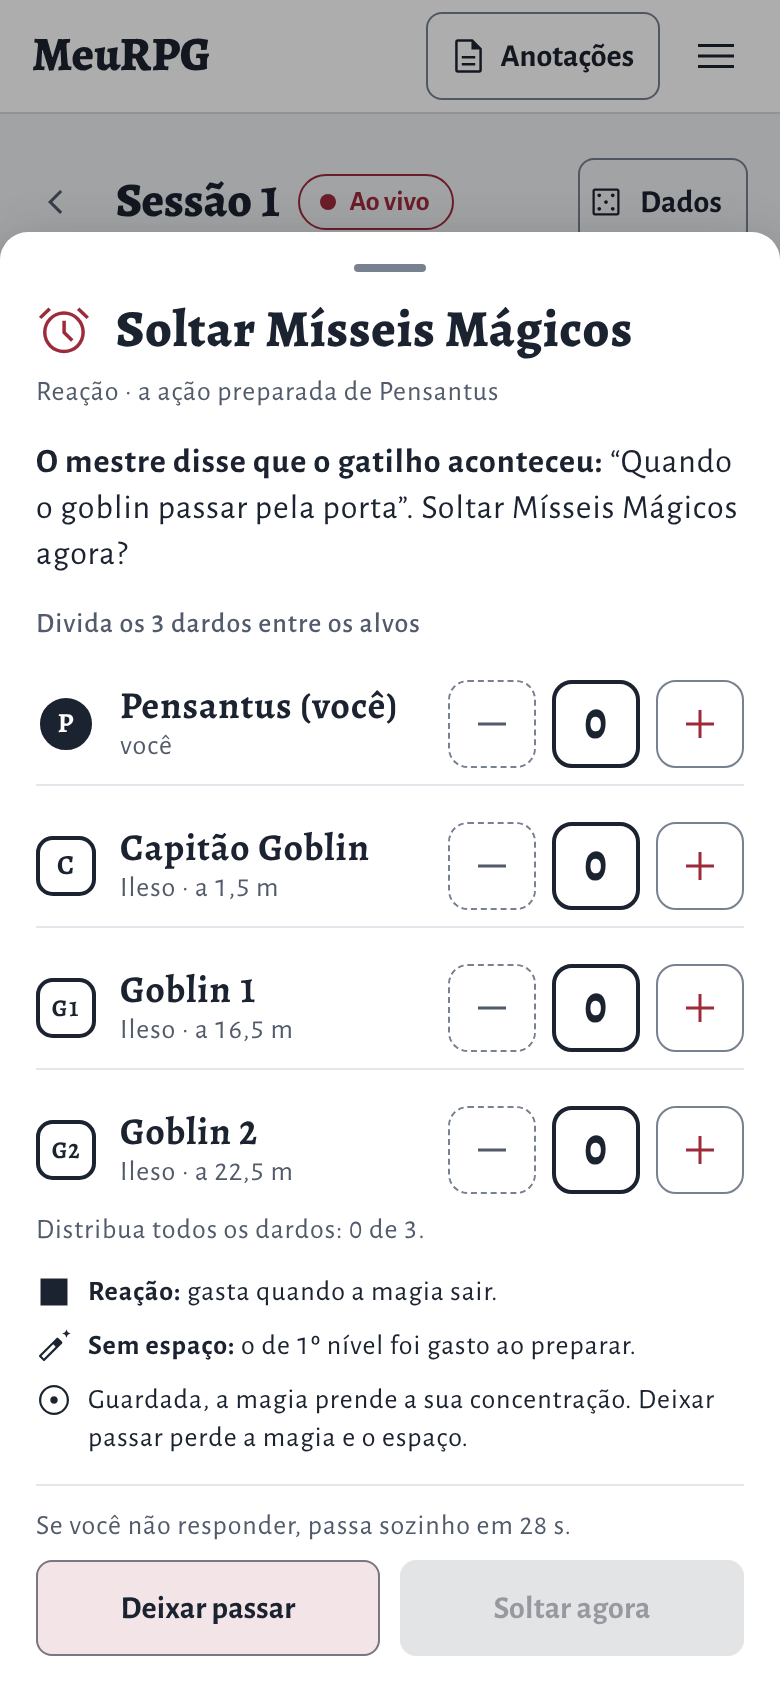 MeuRPG
Anotações
Sessão 1
Ao vivo
Dados
Soltar Mísseis Mágicos
Reação · a ação preparada de Pensantus
O mestre disse que o gatilho aconteceu: “Quando
o goblin passar pela porta”. Soltar Mísseis Mágicos
agora?
Divida os 3 dardos entre os alvos
P
Pensantus (você)
você
0
C
Capitão Goblin
Ileso · a 1,5 m
0
G1
Goblin 1
Ileso · a 16,5 m
0
G2
Goblin 2
Ileso · a 22,5 m
0
Distribua todos os dardos: 0 de 3.
Reação: gasta quando a magia sair.
Sem espaço: o de 1º nível foi gasto ao preparar.
Guardada, a magia prende a sua concentração. Deixar
passar perde a magia e o espaço.
Se você não responder, passa sozinho em 28 s.
Deixar passar
Soltar agora